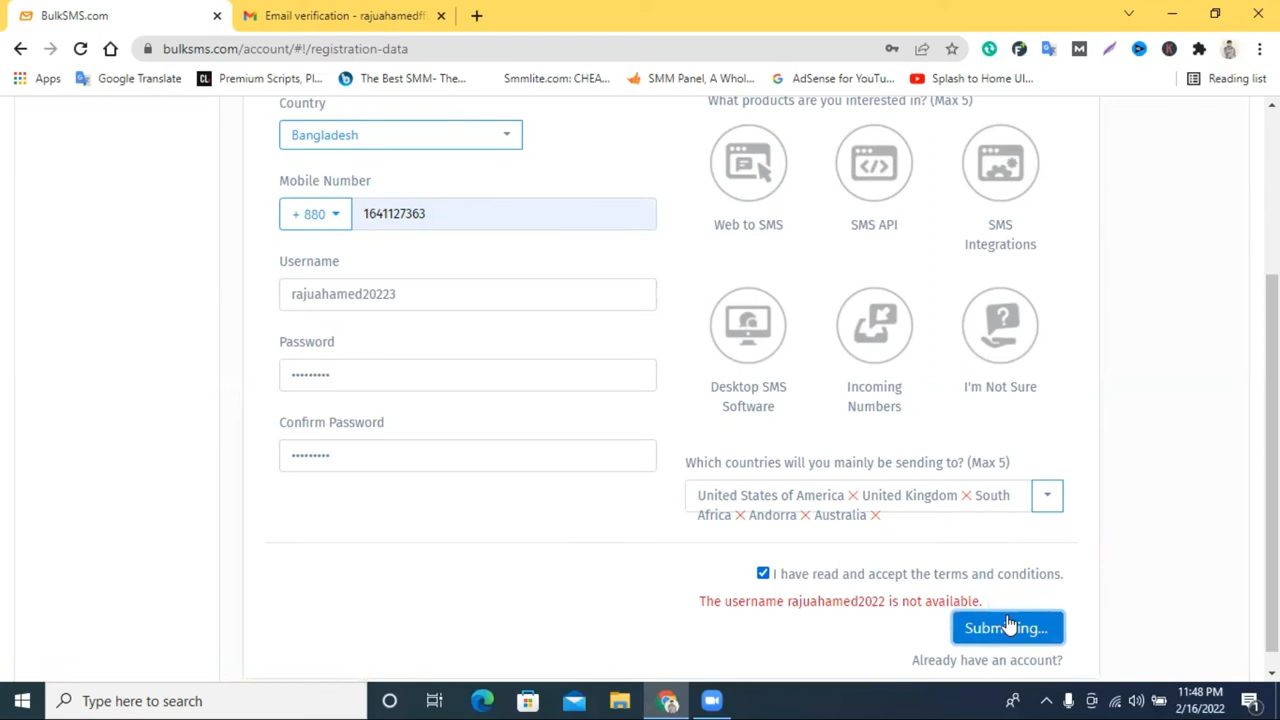 BulkSMS.com
Email verification - rajuahamedf
bulksms.com/account/#!/registration-data
Apps
Google Translate
Premium Scripts, Pl...
The Best SMM- The...
Smmlite.com: CHEA...
SMM Panel, A Whol...
AdSense for YouTu...
Splash to Home UI...
Reading list
Country
Bangladesh
Mobile Number
+ 880
1641127363
Username
rajuahamed20223
Password
Confirm Password
What products are you interested in? (Max 5)
Web to SMS
SMS API
SMS
Integrations
Desktop SMS
Software
Incoming
Numbers
I'm Not Sure
Which countries will you mainly be sending to? (Max 5)
United States of America United Kingdom South
Africa Andorra Australia
I have read and accept the terms and conditions.
The username rajuahamed2022 is not available.
Submitting...
Already have an account?
Type here to search
11:48 PM
2/16/2022